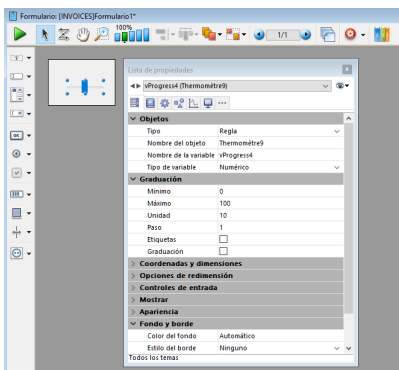 Formulario: [INVOICES]Formulario1*
100%
1/1
Lista de propiedades
vProgress4 (Thermomètre9)
Objetos
Tipo Regla
Nombre del objeto Thermomètre9
Nombre de la variable vProgress4
Tipo de variable Numérico
Graduación
Mínimo 0
Máximo 100
Unidad 10
Paso 1
Etiquetas
Graduación
Coordenadas y dimensiones
Opciones de redimensión
Controles de entrada
Mostrar
Apariencia
Fondo y borde
Color del fondo Automático
Estilo del borde Ninguno
Todos los temas